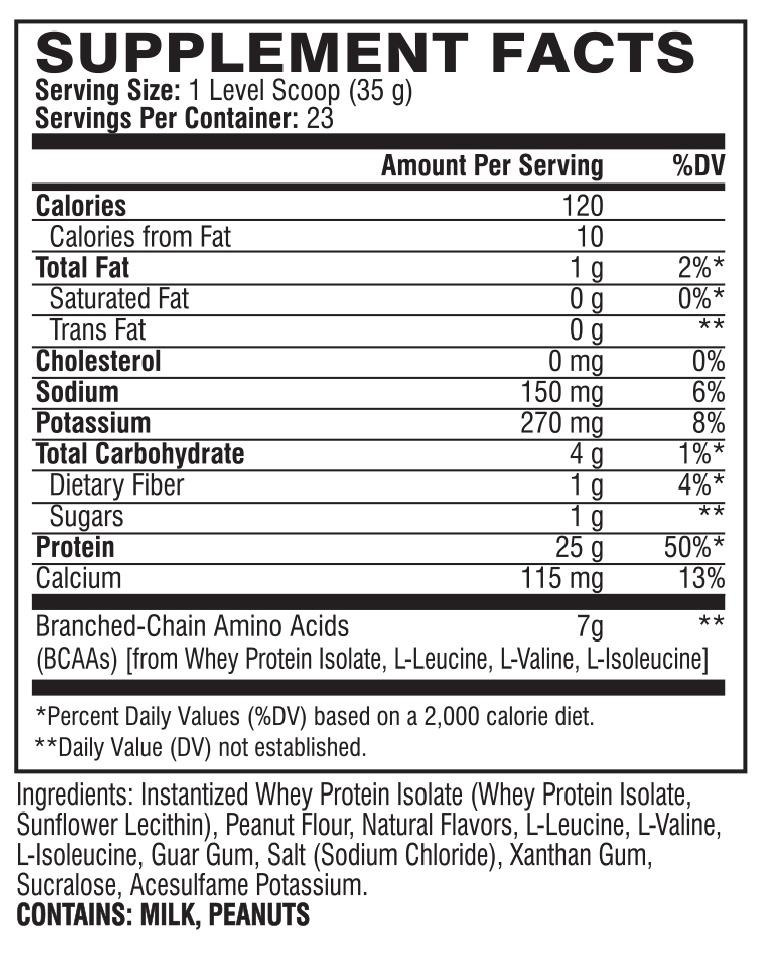 SUPPLEMENT FACTS
Serving Size: 1 Level Scoop (35 g)
Servings Per Container: 23
Amount Per Serving %DV
Calories 120
Calories from Fat 10
Total Fat 1 g 2%*
Saturated Fat 0 g 0%*
Trans Fat 0 g **
Cholesterol 0 mg 0%
Sodium 150 mg 6%
Potassium 270 mg 8%
Total Carbohydrate 4 g 1%*
Dietary Fiber 1 g 4%*
Sugars 1 g **
Protein 25 g 50%*
Calcium 115 mg 13%
Branched-Chain Amino Acids 7g **
(BCAAs) [from Whey Protein Isolate, L-Leucine, L-Valine, L-Isoleucine]
*Percent Daily Values (%DV) based on a 2,000 calorie diet.
**Daily Value (DV) not established.
Ingredients: Instantized Whey Protein Isolate (Whey Protein Isolate,
Sunflower Lecithin), Peanut Flour, Natural Flavors, L-Leucine, L-Valine,
L-Isoleucine, Guar Gum, Salt (Sodium Chloride), Xanthan Gum,
Sucralose, Acesulfame Potassium.
CONTAINS: MILK, PEANUTS